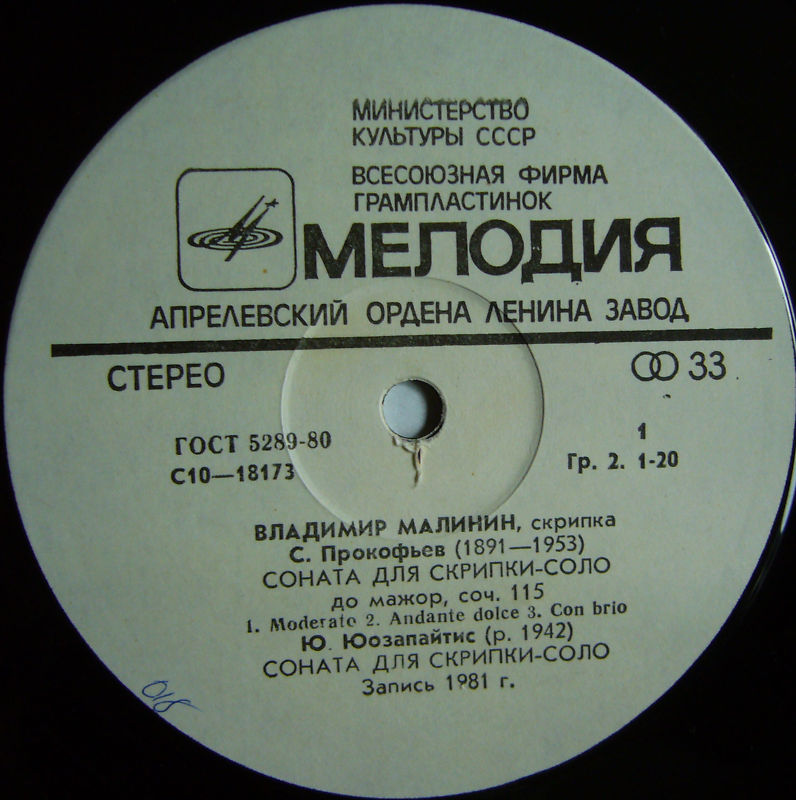 МИНИСТЕРСТВО
КУЛЬТУРЫ СССР
ВСЕСОЮЗНАЯ ФИРМА
ГРАМПЛАСТИНОК
МЕЛОДИЯ
АПРЕЛЕВСКИЙ ОРДЕНА ЛЕНИНА ЗАВОД
СТЕРЕО 33
ГОСТ 5289-80 1
С10—18173 Гр. 2. 1-20
ВЛАДИМИР МАЛИНИН, скрипка
С. Прокофьев (1891—1953)
СОНАТА ДЛЯ СКРИПКИ-СОЛО
до мажор, соч. 115
1. Moderato 2. Andante dolce 3. Con brio
Ю. Юозапайтис (р. 1942)
СОНАТА ДЛЯ СКРИПКИ-СОЛО
Запись 1981 г.
018